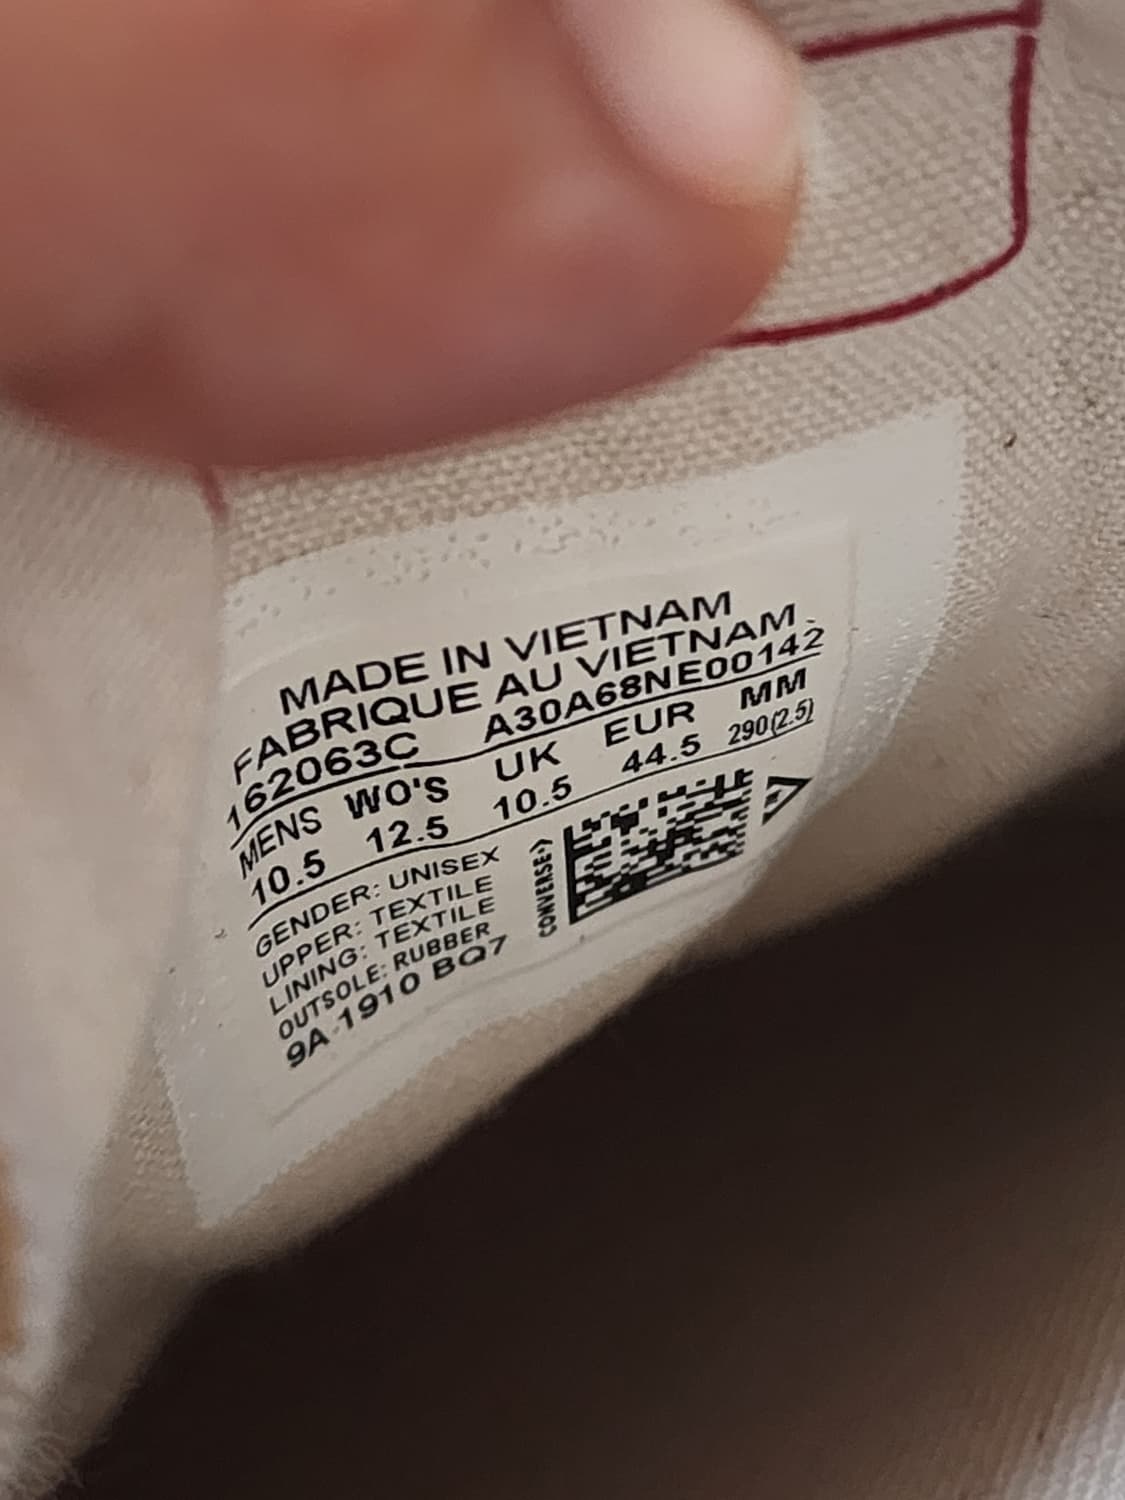 MADE IN VIETNAM
FABRIQUE AU VIETNAM
162063C A30A68NE00142
MENS WO'S UK EUR MM
10.5 12.5 10.5 44.5 290(2.5)
GENDER: UNISEX
UPPER: TEXTILE
LINING: TEXTILE
OUTSOLE: RUBBER
9A 1910 BQ7
CONVERSE